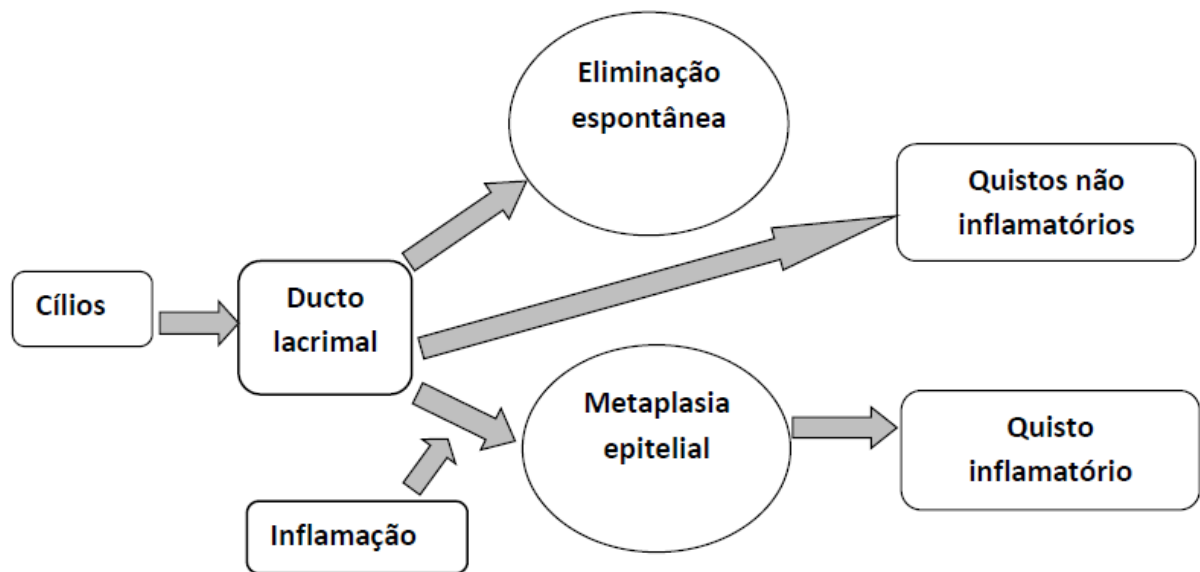 Eliminação
espontânea
Quistos não
inflamatórios
Cílios
Ducto
lacrimal
Metaplasia
epitelial
Quisto
inflamatório
Inflamação